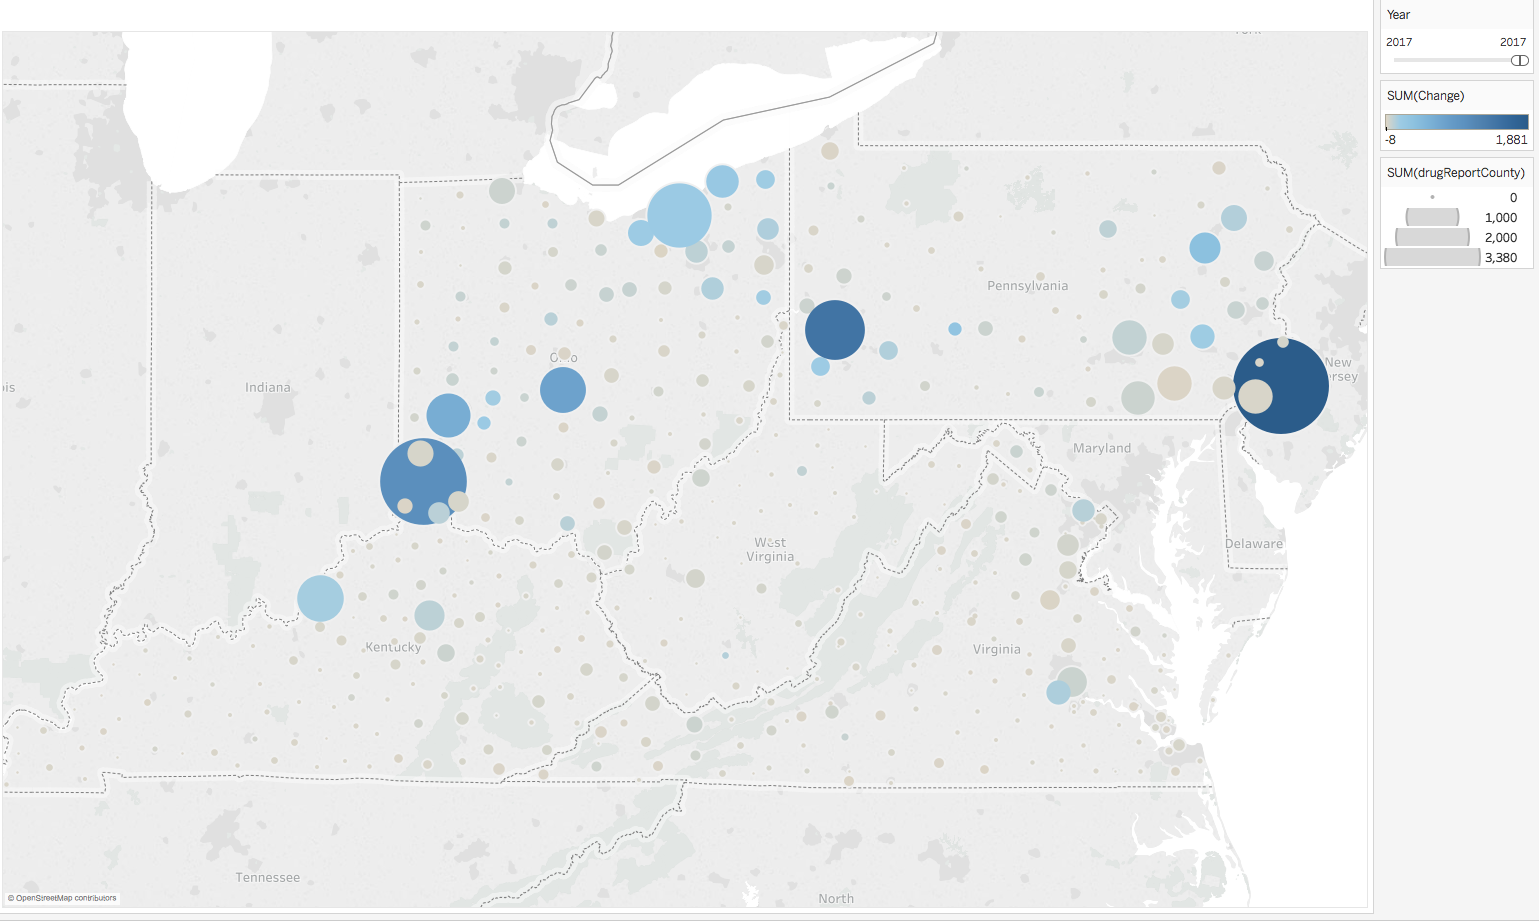 Year
2017 2017
SUM(Change)
-8 1,881
SUM(drugReportCounty)
0
1,000
2,000
3,380
Pennsylvania
New
Indiana
Maryland
West
Virginia
Delaware
Kentucky
Virginia
Tennessee
North
© OpenStreetMap contributors